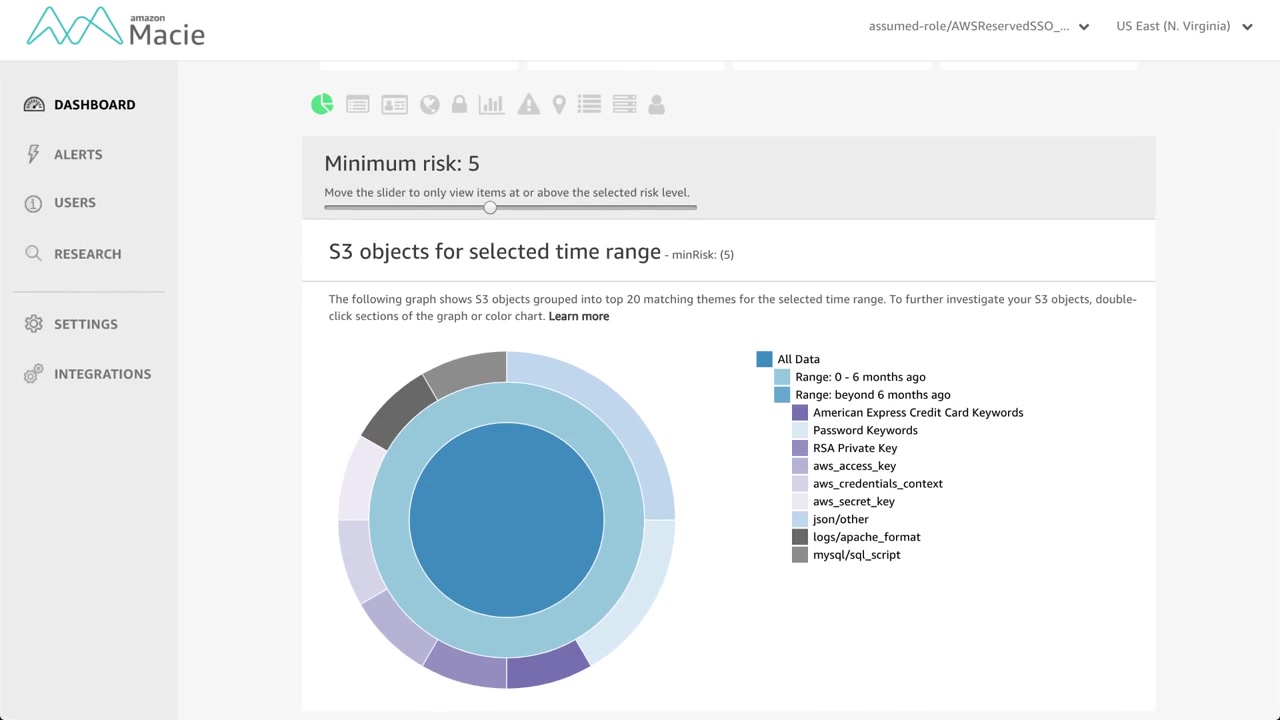 amazon
Macie
assumed-role/AWSReservedSSO_...
US East (N. Virginia)
DASHBOARD
ALERTS
USERS
RESEARCH
SETTINGS
INTEGRATIONS
Minimum risk: 5
Move the slider to only view items at or above the selected risk level.
S3 objects for selected time range - minRisk: (5)
The following graph shows S3 objects grouped into top 20 matching themes for the selected time range. To further investigate your S3 objects, double-
click sections of the graph or color chart. Learn more
All Data
Range: 0 - 6 months ago
Range: beyond 6 months ago
American Express Credit Card Keywords
Password Keywords
RSA Private Key
aws_access_key
aws_credentials_context
aws_secret_key
json/other
logs/apache_format
mysql/sql_script